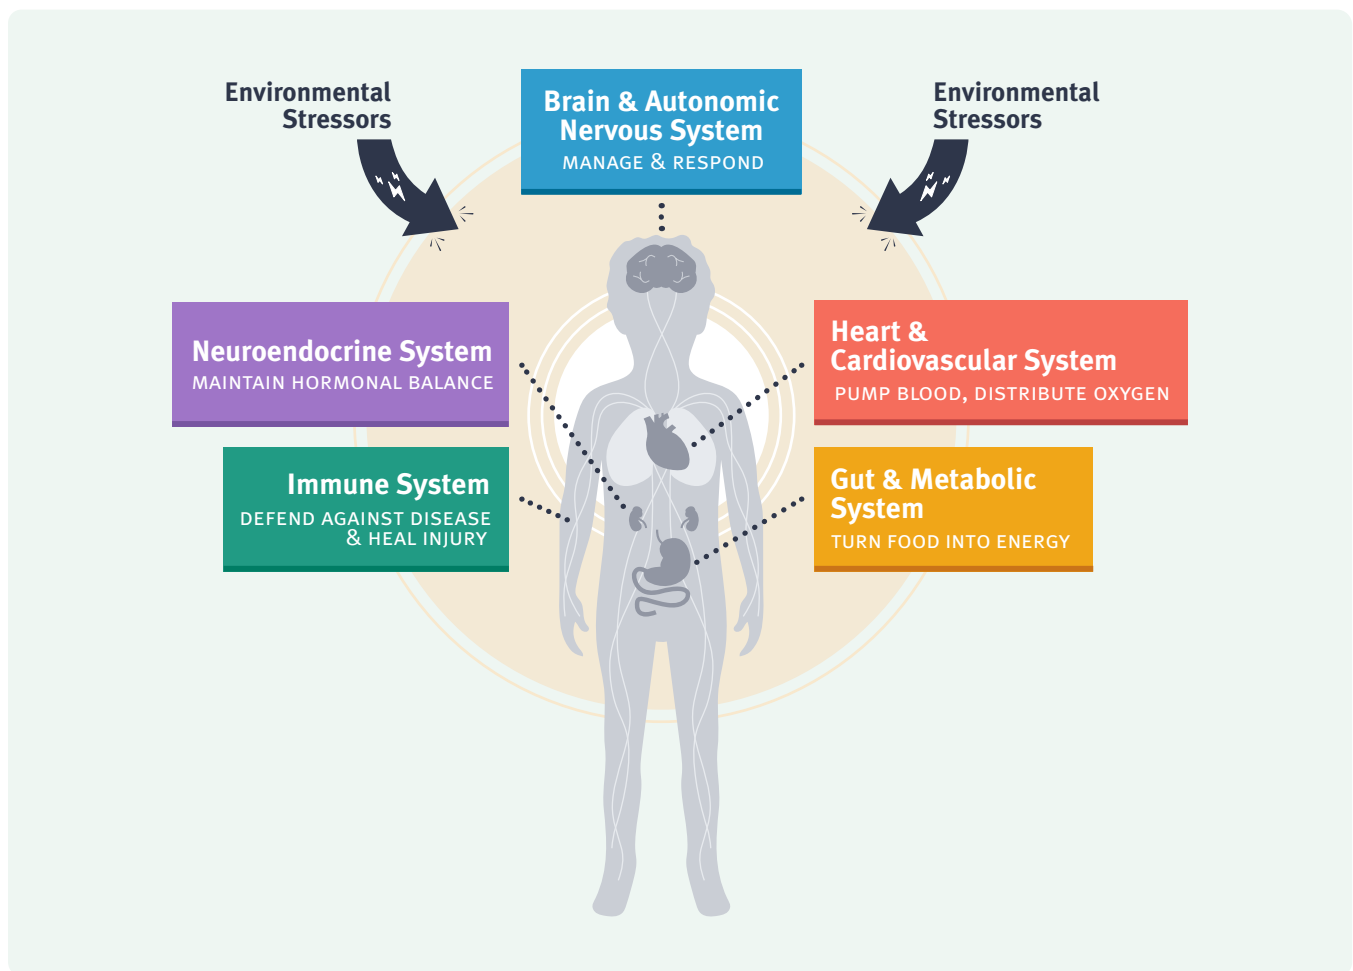 Environmental
Stressors
Brain & Autonomic
Nervous System
MANAGE & RESPOND
Environmental
Stressors
Neuroendocrine System
MAINTAIN HORMONAL BALANCE
Heart &
Cardiovascular System
PUMP BLOOD, DISTRIBUTE OXYGEN
Immune System
DEFEND AGAINST DISEASE
& HEAL INJURY
Gut & Metabolic
System
TURN FOOD INTO ENERGY